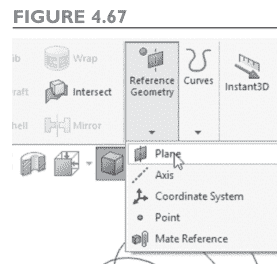 FIGURE 4.67
Wrap
Reference Geometry
Curves
Instant3D
Intersect
Mirror
Plane
Axis
Coordinate System
Point
Mate Reference